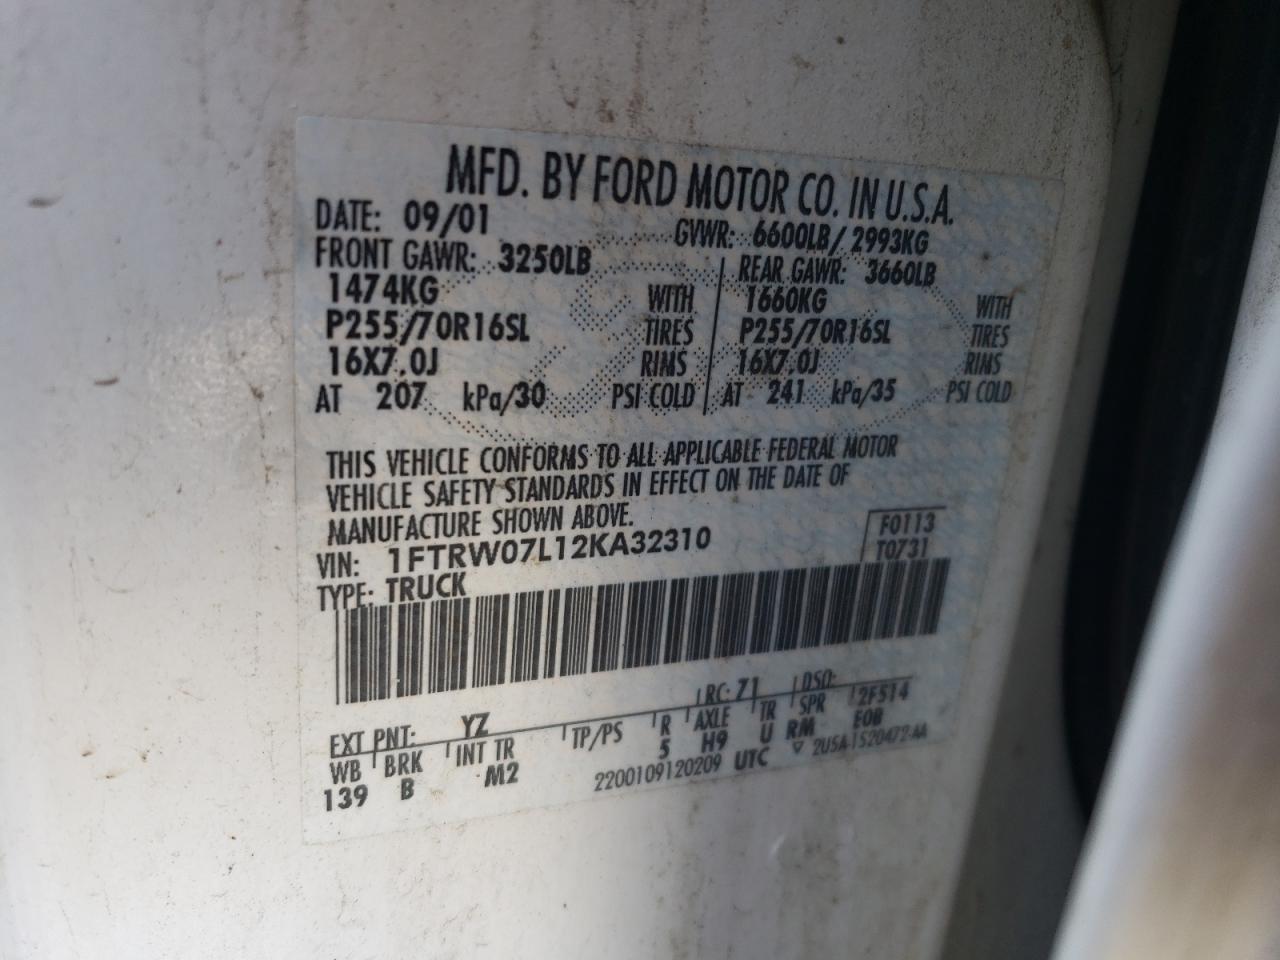 MFD. BY FORD MOTOR CO. IN U.S.A.
DATE: 09/01 GVWR: 6600LB/ 2993KG
FRONT GAWR: 3250LB REAR GAWR: 3660LB
1474KG WITH 1660KG WITH
P255/70R16SL TIRES P255/70R16SL TIRES
16X7.0J RIMS 16X7.0J RIMS
AT 207 kPa/30 PSI COLD AT 241 kPa/35 PSI COLD
THIS VEHICLE CONFORMS TO ALL APPLICABLE FEDERAL MOTOR
VEHICLE SAFETY STANDARDS IN EFFECT ON THE DATE OF
MANUFACTURE SHOWN ABOVE.
F0113
VIN: 1FTRW07L12KA32310
T0731
TYPE: TRUCK
EXT PNT: YZ RC: 71 DSO:
WB BRK INT TR TP/PS R AXLE TR SPR 2F514
139 B M2 5 H9 U RM EOB
2200109120209 UTC 2U5A-1520472-AA